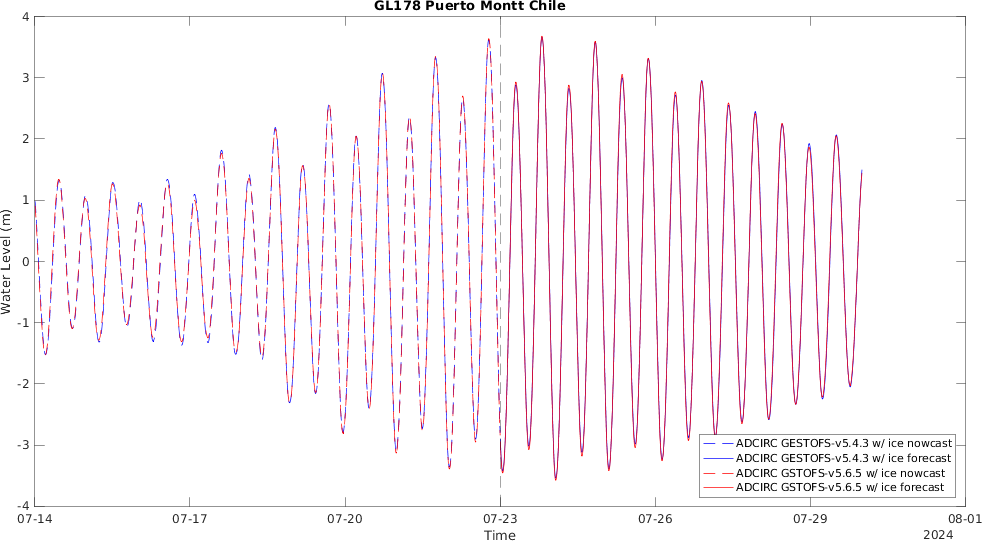 GL178 Puerto Montt Chile
4
3
2
1
0
-1
-2
-3
-4
Water Level (m)
ADCIRC GESTOFS-v5.4.3 w/ ice nowcast
ADCIRC GESTOFS-v5.4.3 w/ ice forecast
ADCIRC GSTOFS-v5.6.5 w/ ice nowcast
ADCIRC GSTOFS-v5.6.5 w/ ice forecast
07-14 07-17 07-20 07-23 07-26 07-29 08-01
Time
2024